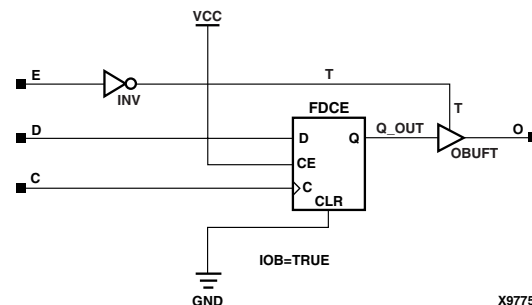 VCC
E
T
INV
FDCE
T
D
D
Q
Q_OUT
O
OBUFT
CE
C
C
CLR
IOB=TRUE
GND
X9775